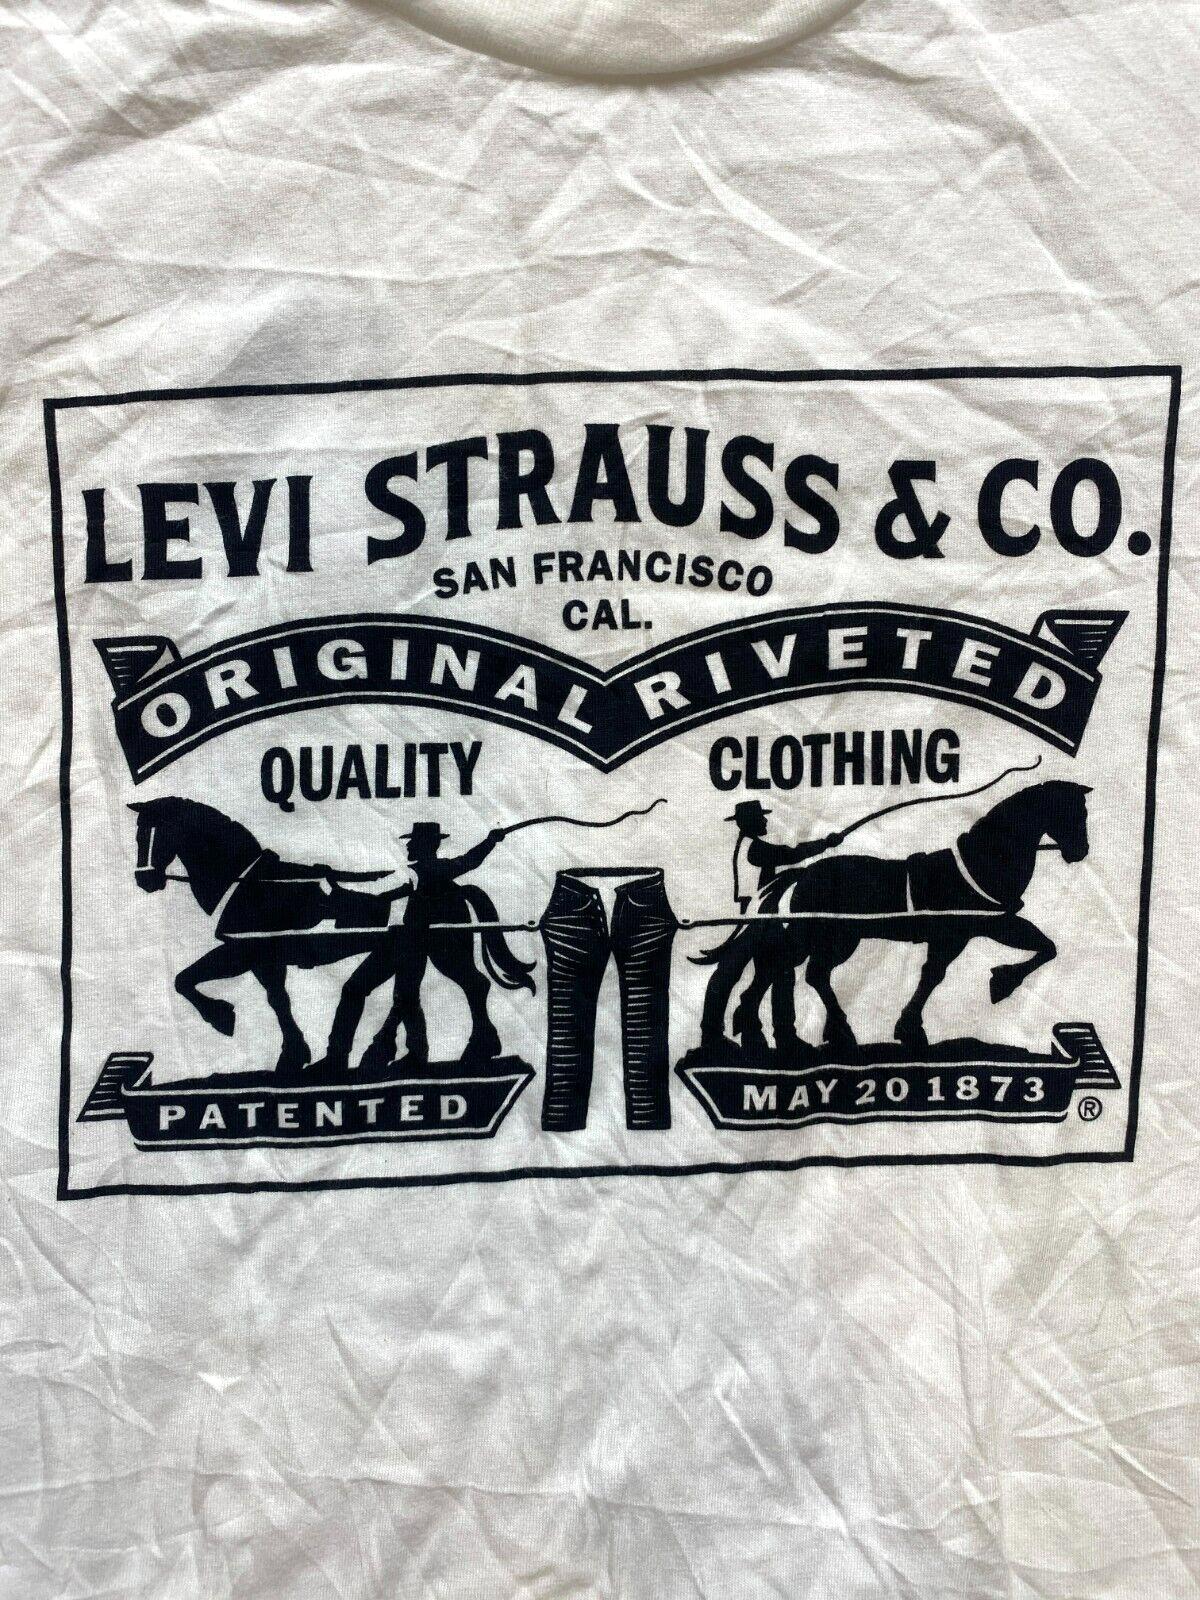 LEVI STRAUSS & CO.
SAN FRANCISCO
CAL.
ORIGINAL RIVETED
QUALITY CLOTHING
PATENTED MAY 20 1873 ®